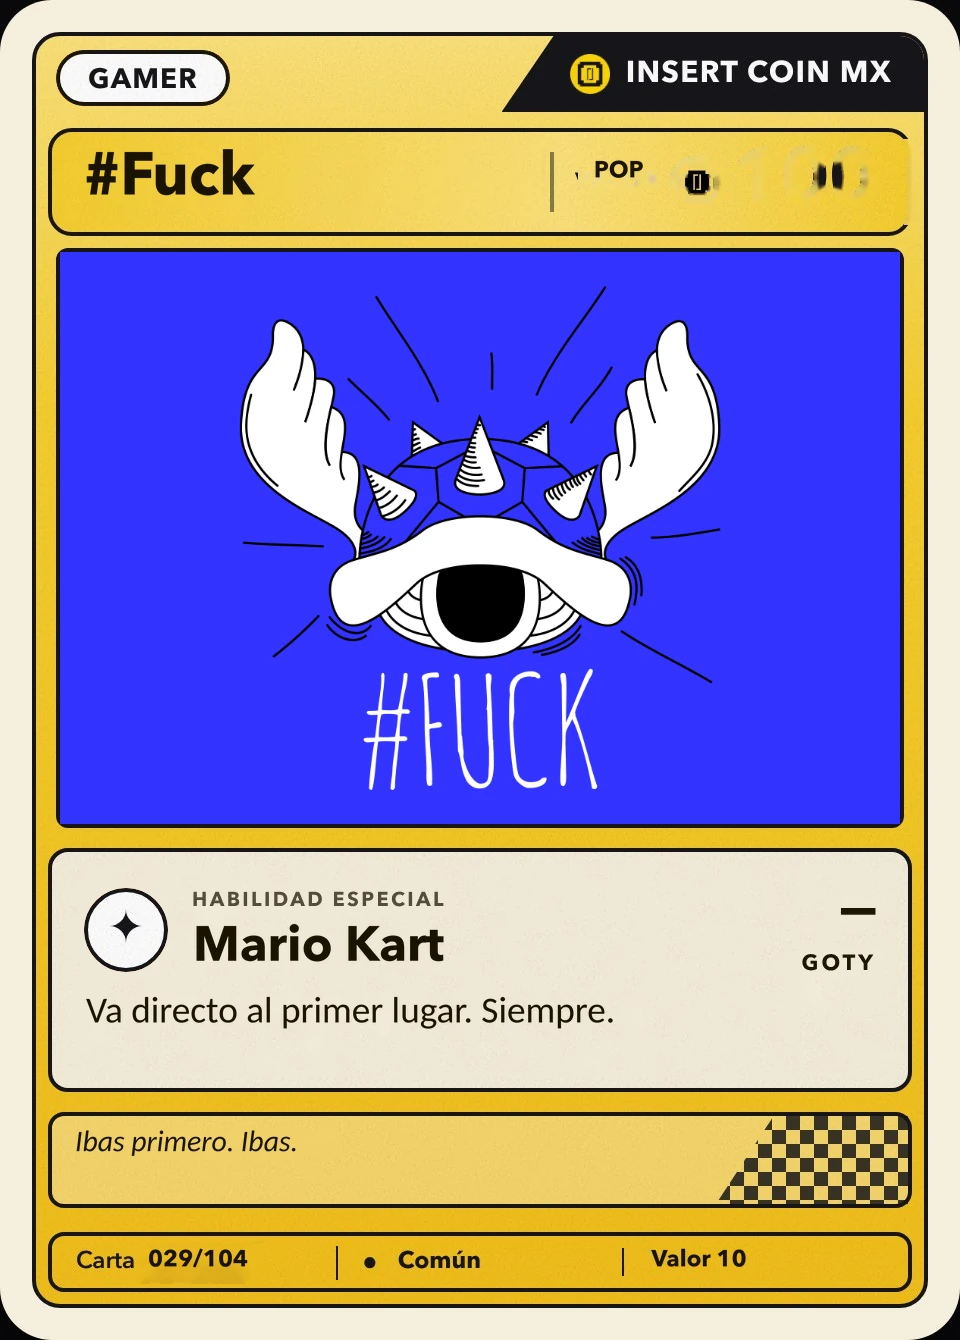 GAMER
INSERT COIN MX
#Fuck
POP
#FUCK
HABILIDAD ESPECIAL
Mario Kart
GOTY
Va directo al primer lugar. Siempre.
Ibas primero. Ibas.
Carta 029/104
Común
Valor 10